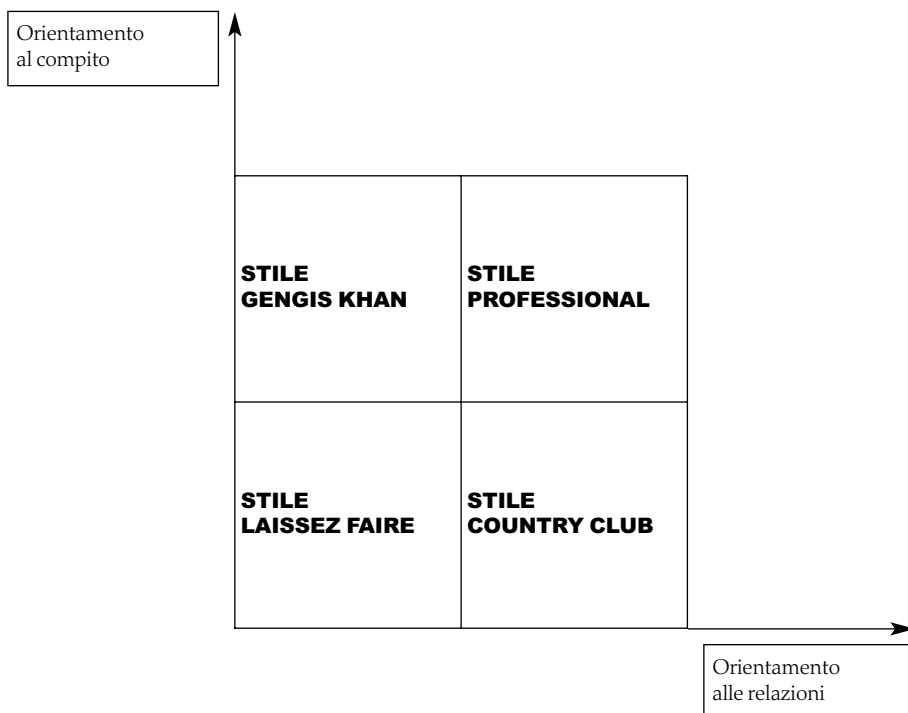 Orientamento
al compito
STILE
GENGIS KHAN
STILE
PROFESSIONAL
STILE
LAISSEZ FAIRE
STILE
COUNTRY CLUB
Orientamento
alle relazioni